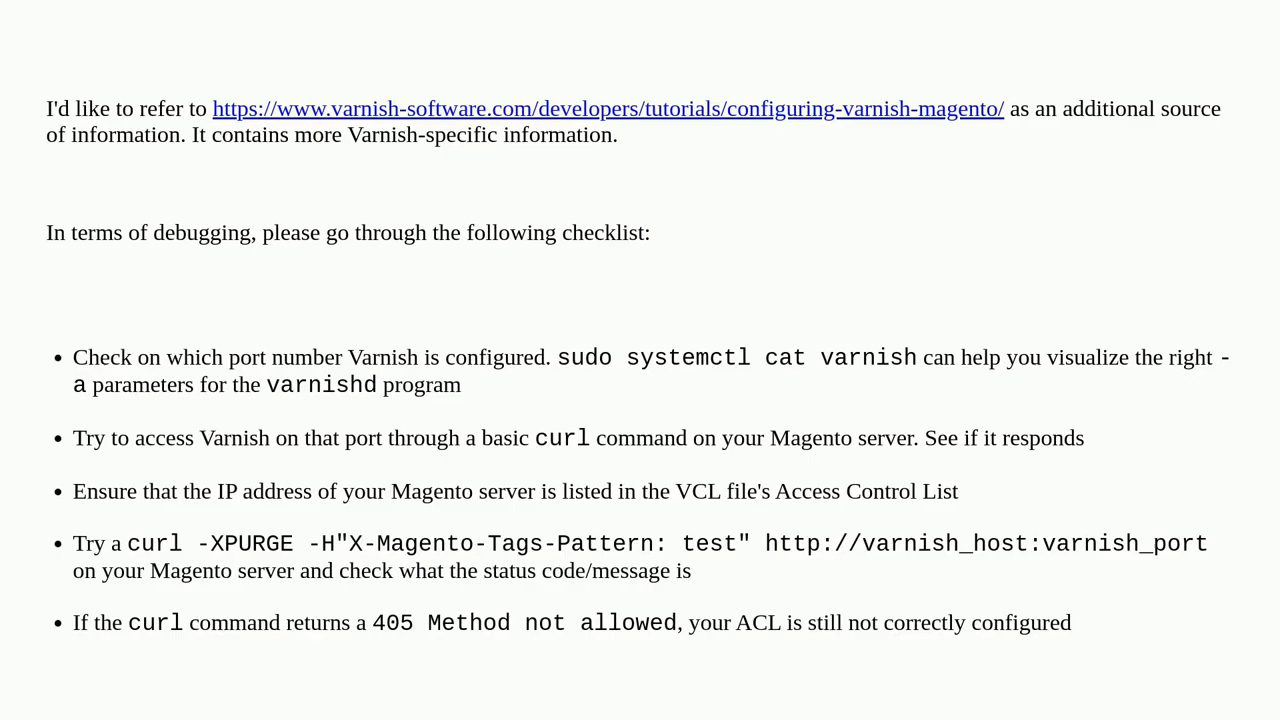 I'd like to refer to https://www.varnish-software.com/developers/tutorials/configuring-varnish-magento/ as an additional source
of information. It contains more Varnish-specific information.
In terms of debugging, please go through the following checklist:
• Check on which port number Varnish is configured. sudo systemctl cat varnish can help you visualize the right -
a parameters for the varnishd program
• Try to access Varnish on that port through a basic curl command on your Magento server. See if it responds
• Ensure that the IP address of your Magento server is listed in the VCL file's Access Control List
• Try a curl -XPURGE -H"X-Magento-Tags-Pattern: test" http://varnish_host:varnish_port
on your Magento server and check what the status code/message is
• If the curl command returns a 405 Method not allowed, your ACL is still not correctly configured